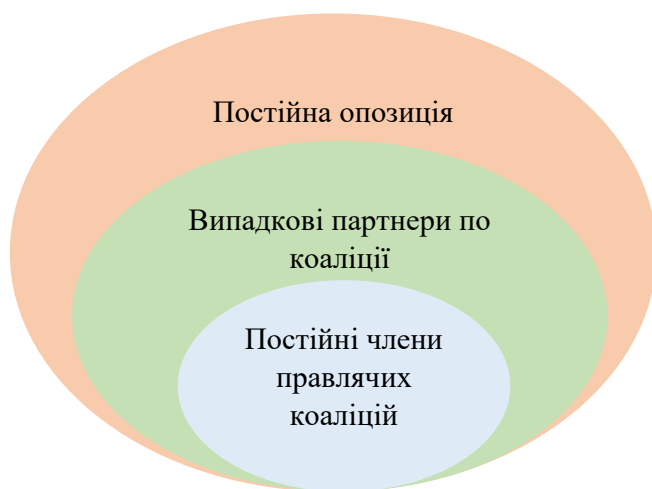 Постійна опозиція
Випадкові партнери по
коаліції
Постійні члени
правлячих
коаліцій